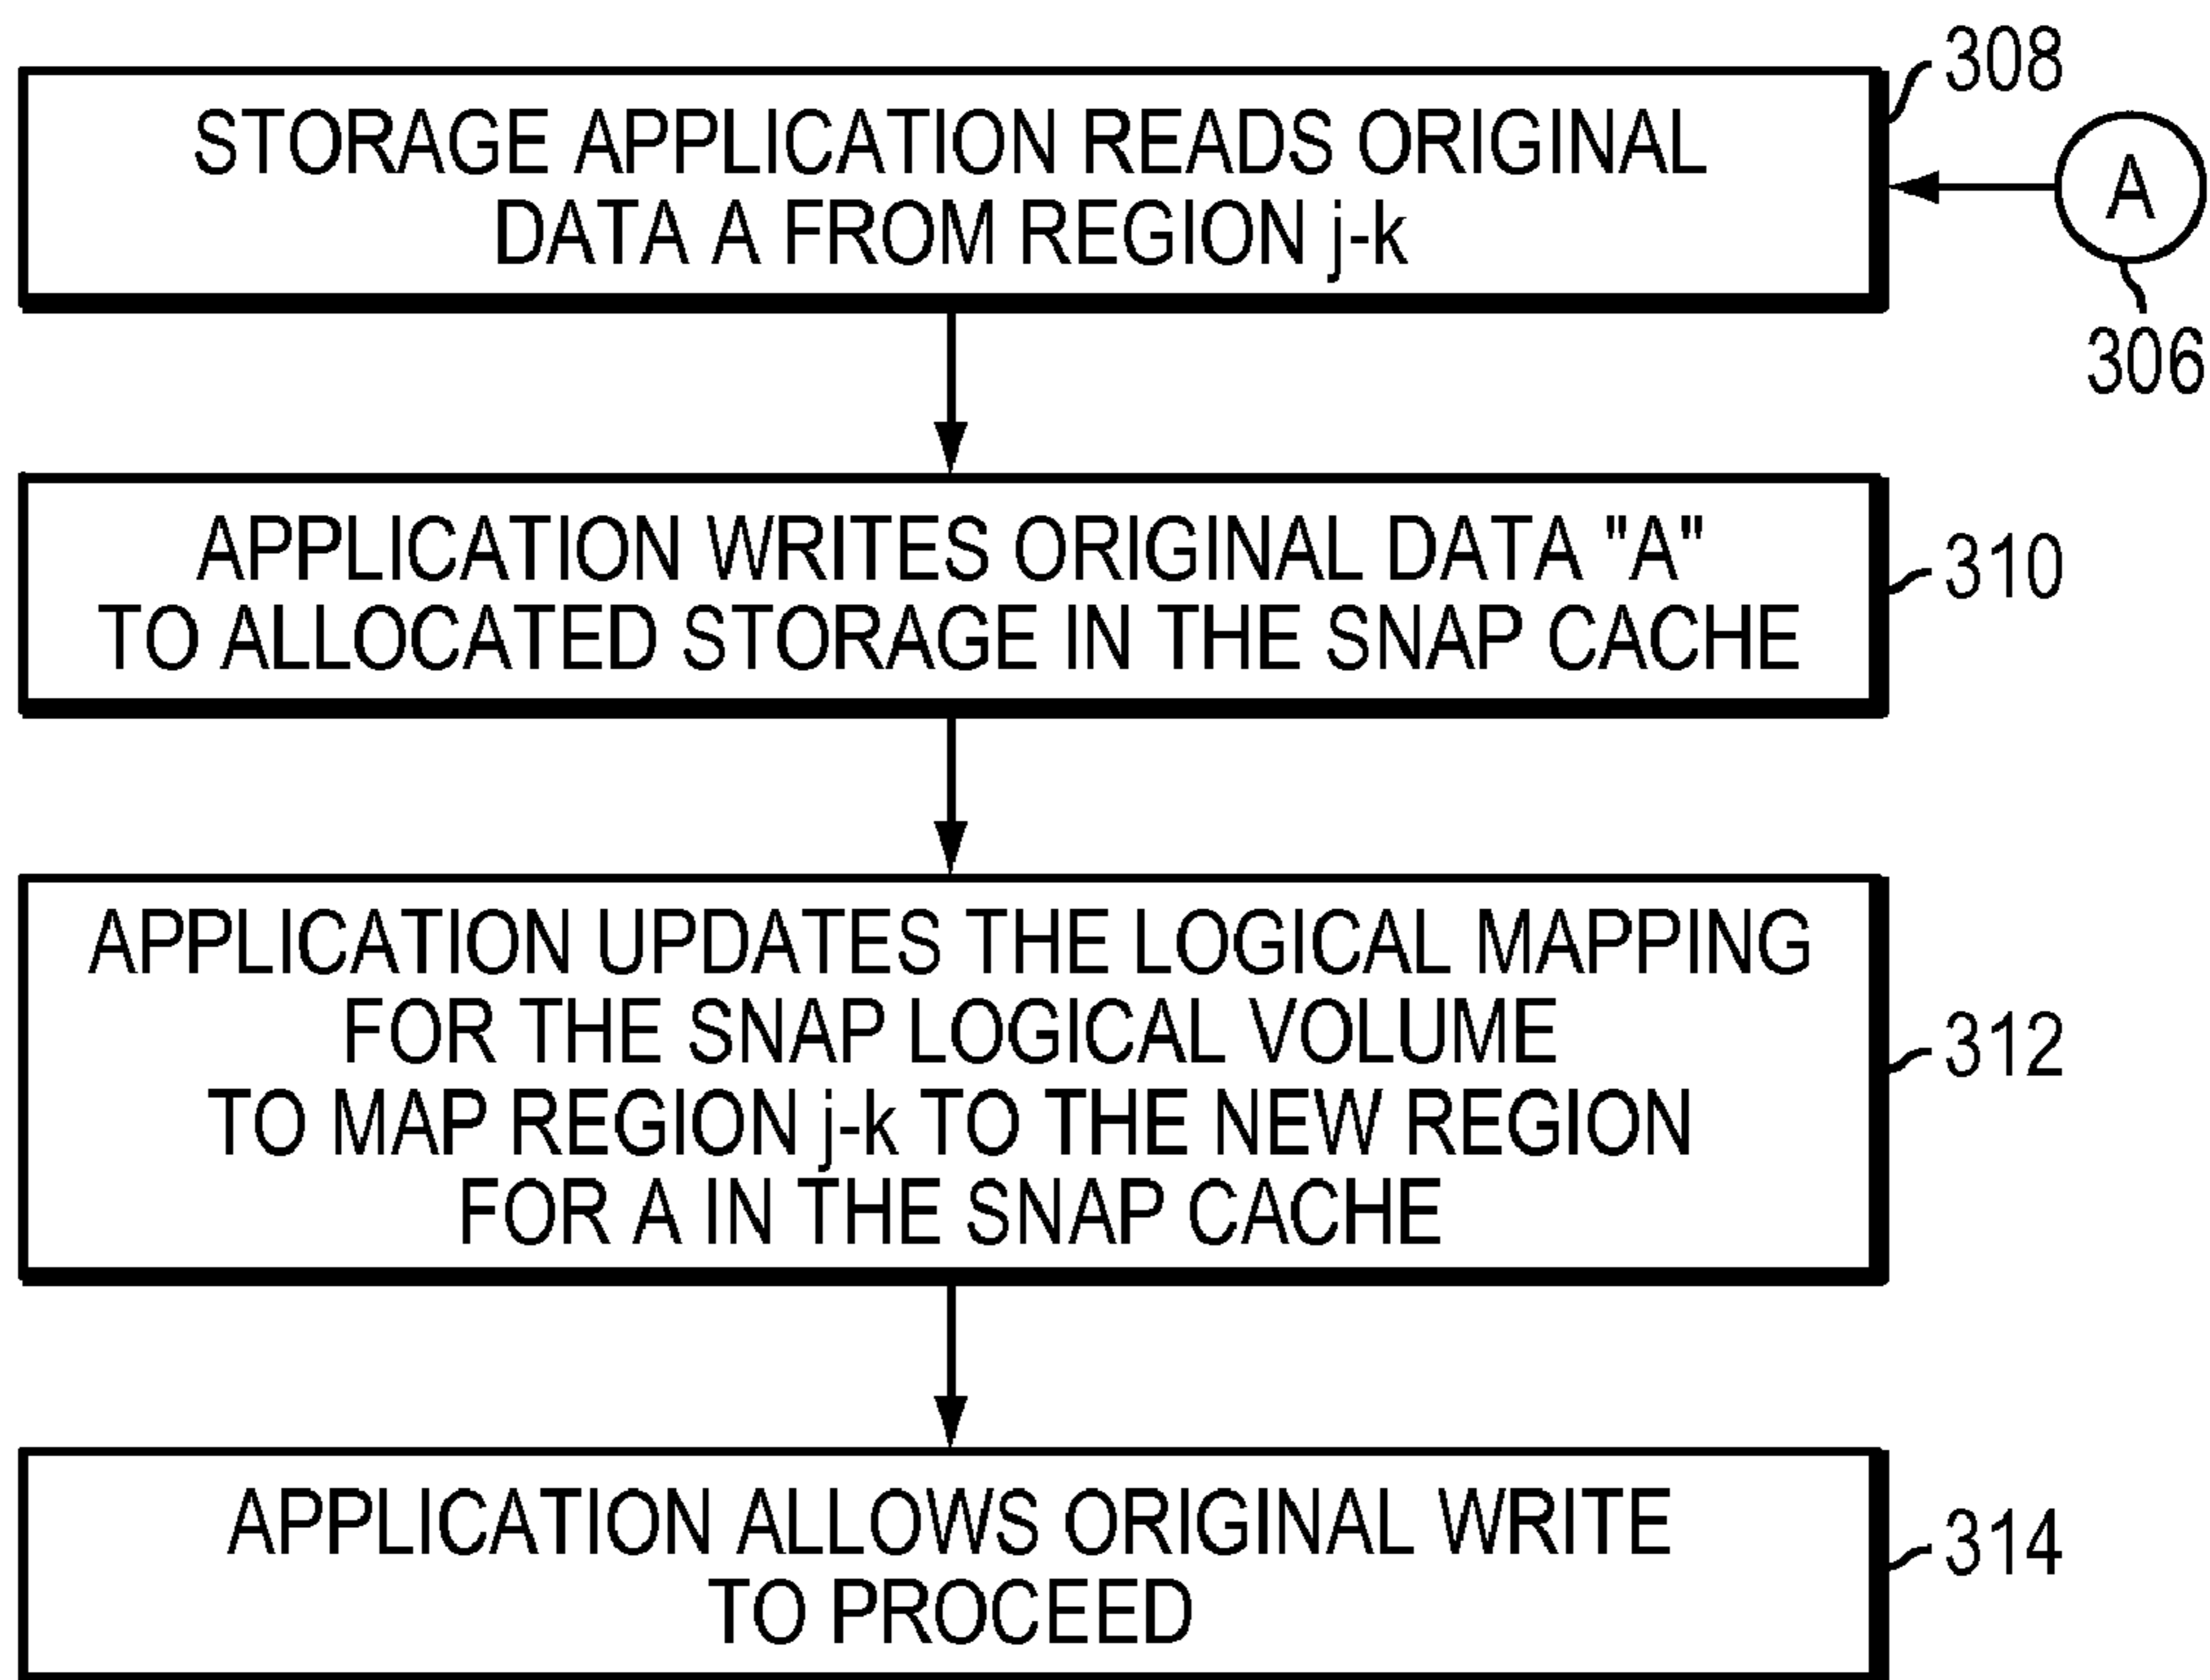 308
STORAGE APPLICATION READS ORIGINAL
DATA A FROM REGION j-k
A
306
APPLICATION WRITES ORIGINAL DATA "A"
TO ALLOCATED STORAGE IN THE SNAP CACHE
310
APPLICATION UPDATES THE LOGICAL MAPPING
FOR THE SNAP LOGICAL VOLUME
TO MAP REGION j-k TO THE NEW REGION
FOR A IN THE SNAP CACHE
312
APPLICATION ALLOWS ORIGINAL WRITE
TO PROCEED
314